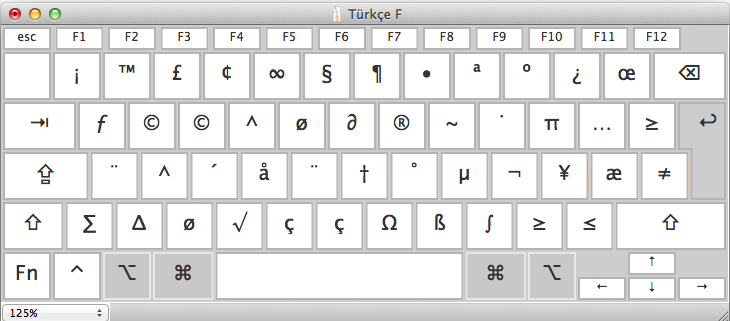 Türkçe F
esc F1 F2 F3 F4 F5 F6 F7 F8 F9 F10 F11 F12
¡ ™ £ ¢ ∞ § ¶ • ª º ¿ œ ⌫
⇥ ƒ © © ^ ø ∂ ® ~ ˙ π … ≥ ↩
⇪ ¨ ^ ´ å ¨ † ° µ ¬ ¥ æ ≠
⇧ ∑ ∆ ø √ ç ç Ω ß ∫ ≥ ≤ ⇧
Fn ^ ⌥ ⌘ ⌘ ⌥ ← ↑ ↓ →
125%